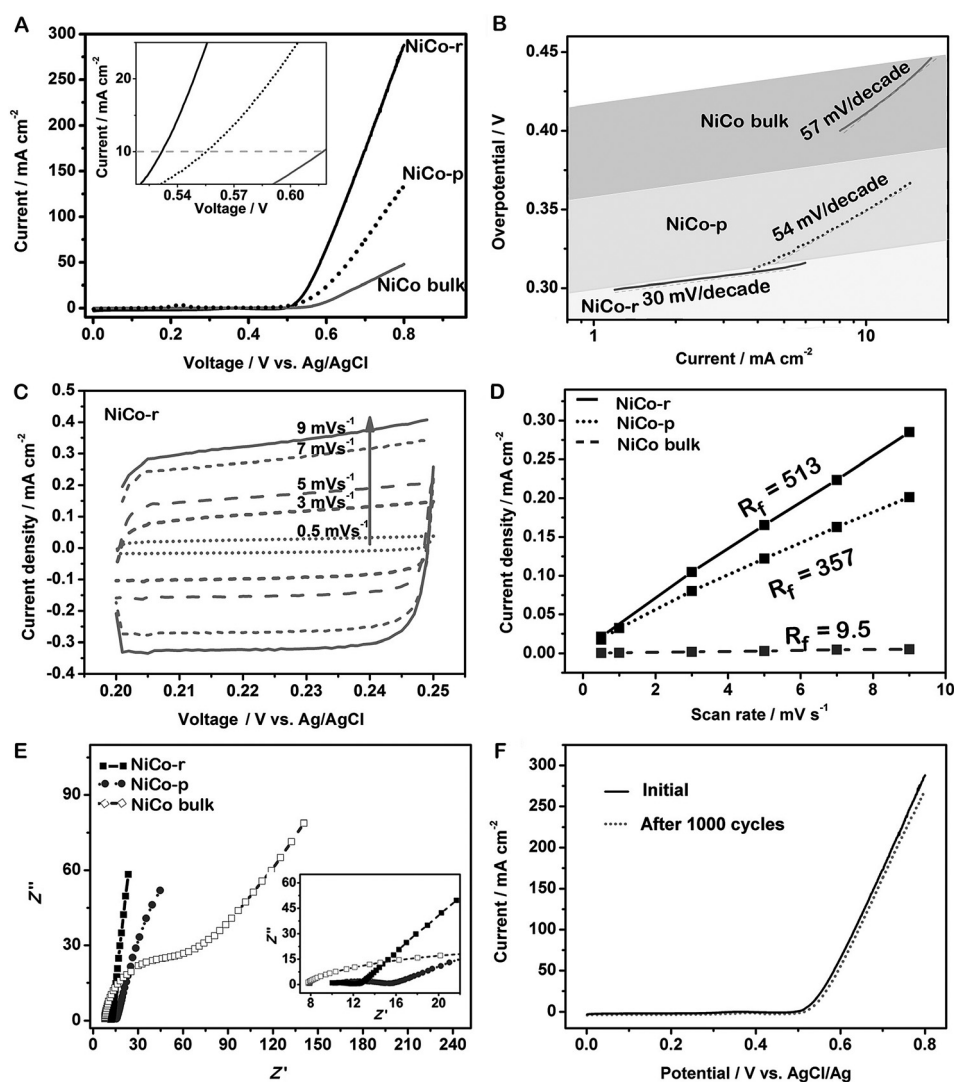 A
Current / mA cm-2
300
250
200
150
100
50
0
0.0 0.2 0.4 0.6 0.8
Voltage / V vs. Ag/AgCl
NiCo-r
NiCo-p
NiCo bulk
Current / mA cm-2
20
10
0.54 0.57 0.60
Voltage / V
B
Overpotential / V
0.45
0.40
0.35
0.30
1 10
Current / mA cm-2
NiCo bulk
57 mV/decade
NiCo-p
54 mV/decade
NiCo-r
30 mV/decade
C
NiCo-r
Current density / mA cm-2
0.5
0.4
0.3
0.2
0.1
0.0
-0.1
-0.2
-0.3
-0.4
0.20 0.21 0.22 0.23 0.24 0.25
Voltage / V vs. Ag/AgCl
9 mVs-1
7 mVs-1
5 mVs-1
3 mVs-1
0.5 mVs-1
D
Current density / mA cm-2
0.30
0.25
0.20
0.15
0.10
0.05
0.00
0 2 4 6 8 10
Scan rate / mV s-1
NiCo-r
NiCo-p
NiCo bulk
Rf = 513
Rf = 357
Rf = 9.5
E
NiCo-r
NiCo-p
NiCo bulk
Z''
90
60
30
0
0 30 60 90 120 150 180 210 240
Z'
Z''
60
45
30
15
0
8 12 16 20
Z'
F
Initial
After 1000 cycles
Current / mA cm-2
300
250
200
150
100
50
0
0.0 0.2 0.4 0.6 0.8
Potential / V vs. AgCl/Ag